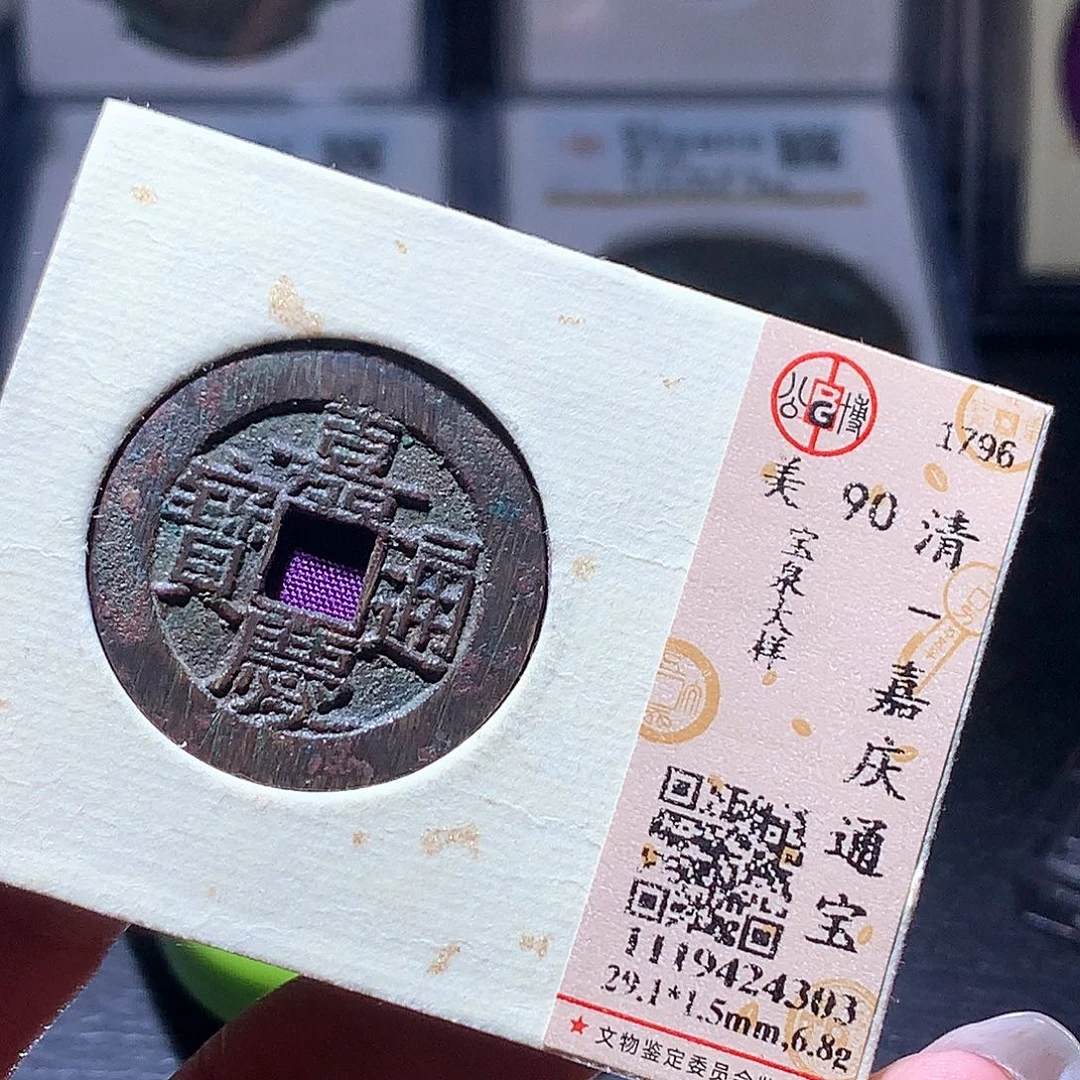 嘉慶通寶
公博
G
1796
清一嘉庆通宝
美 90
宝泉大样
1119424303
29.1*1.5mm,6.8g
★文物鉴定委员会